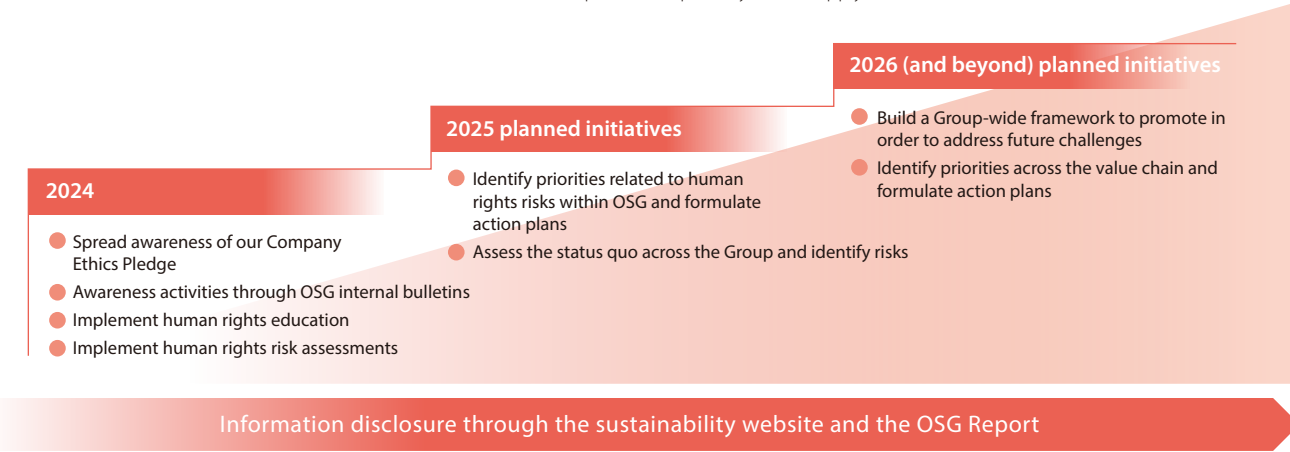 2024
Spread awareness of our Company
Ethics Pledge
Awareness activities through OSG internal bulletins
Implement human rights education
Implement human rights risk assessments
2025 planned initiatives
Identify priorities related to human
rights risks within OSG and formulate
action plans
Assess the status quo across the Group and identify risks
2026 (and beyond) planned initiatives
Build a Group-wide framework to promote in
order to address future challenges
Identify priorities across the value chain and
formulate action plans
Information disclosure through the sustainability website and the OSG Report